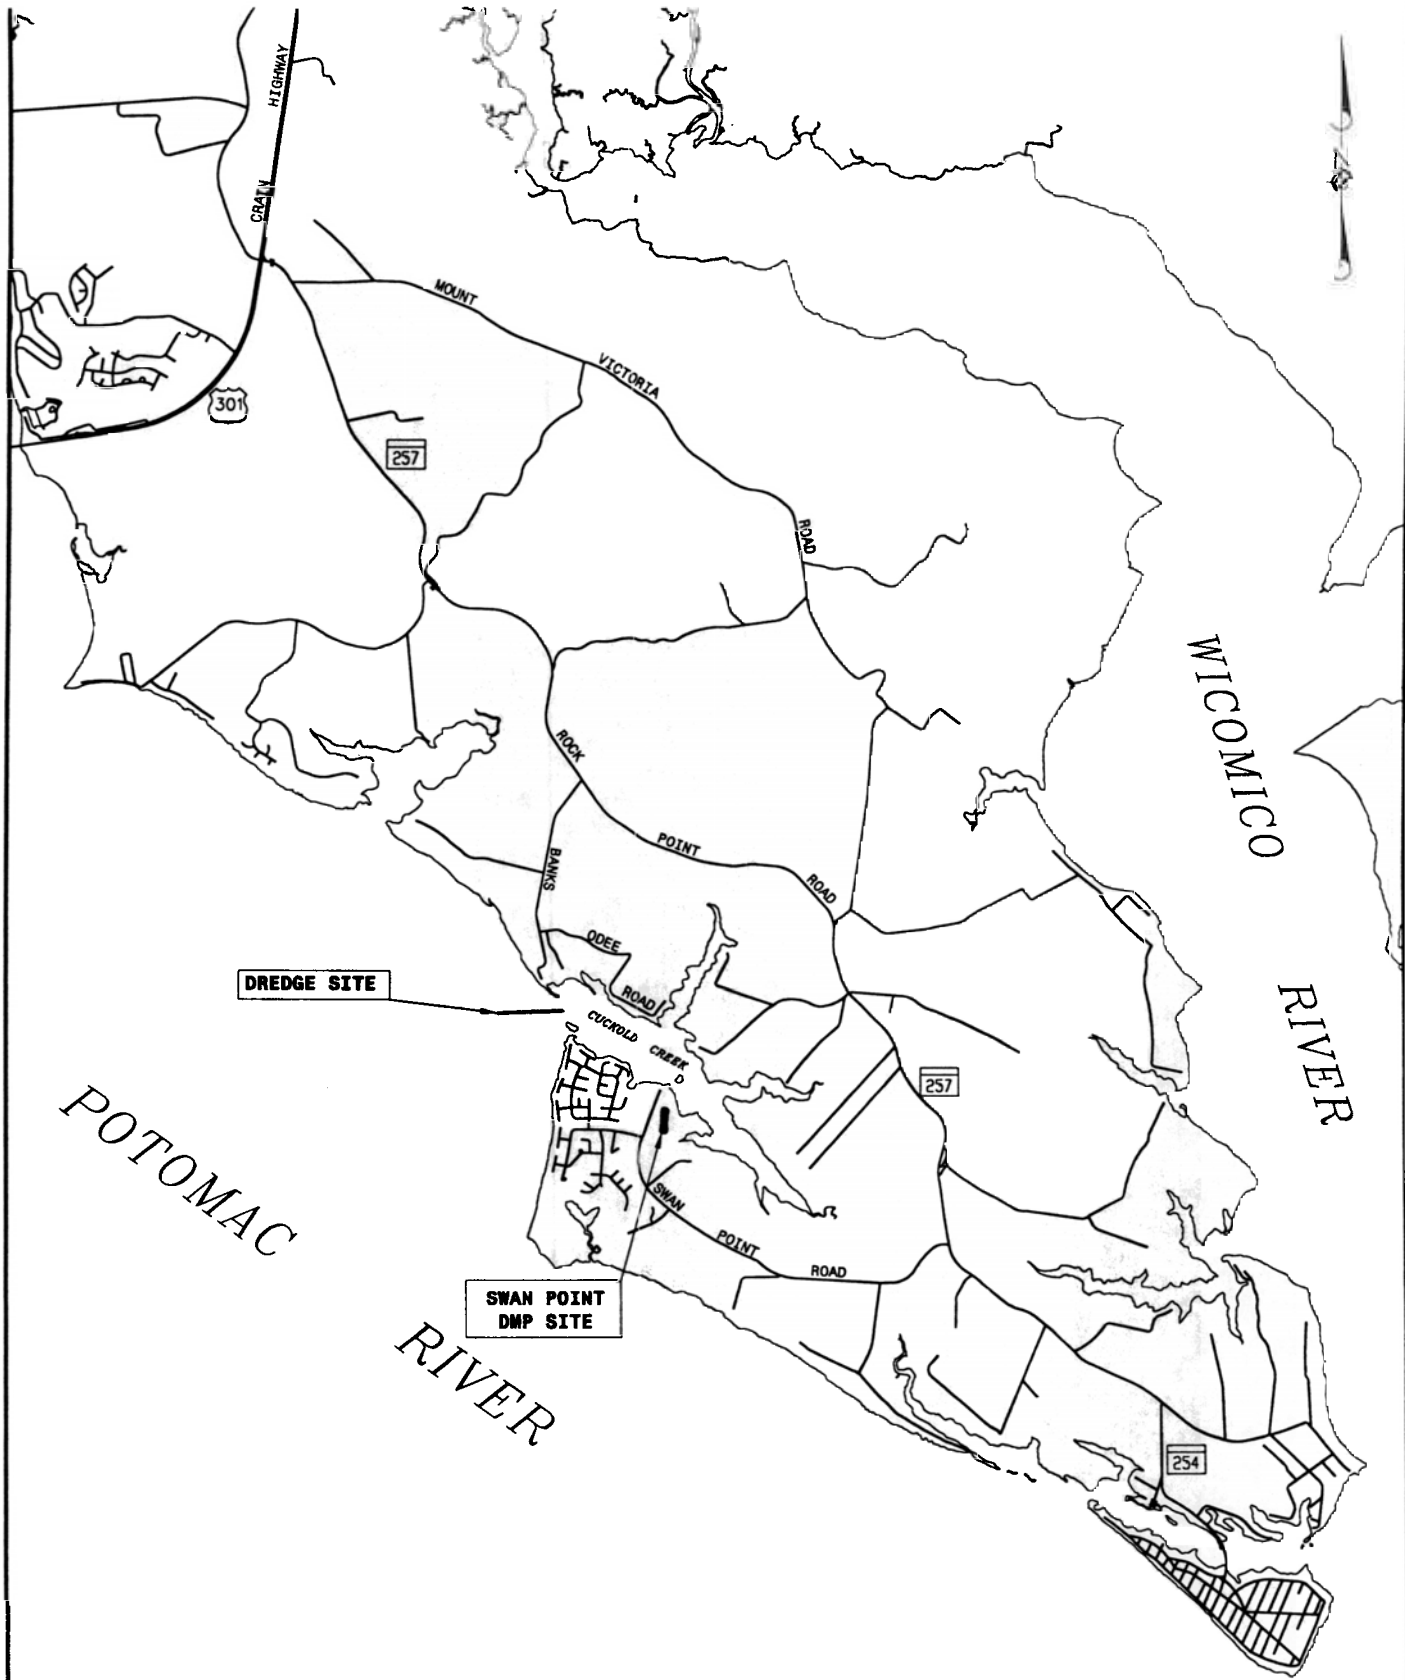 HIGHWAY
CRAIN
MOUNT
VICTORIA
ROAD
301
257
WICOMICO
RIVER
ROCK
POINT
ROAD
BANKS
ODEE
ROAD
DREDGE SITE
CUCKOLD CREEK
257
POTOMAC
RIVER
SWAN
POINT
ROAD
SWAN POINT
DMP SITE
254